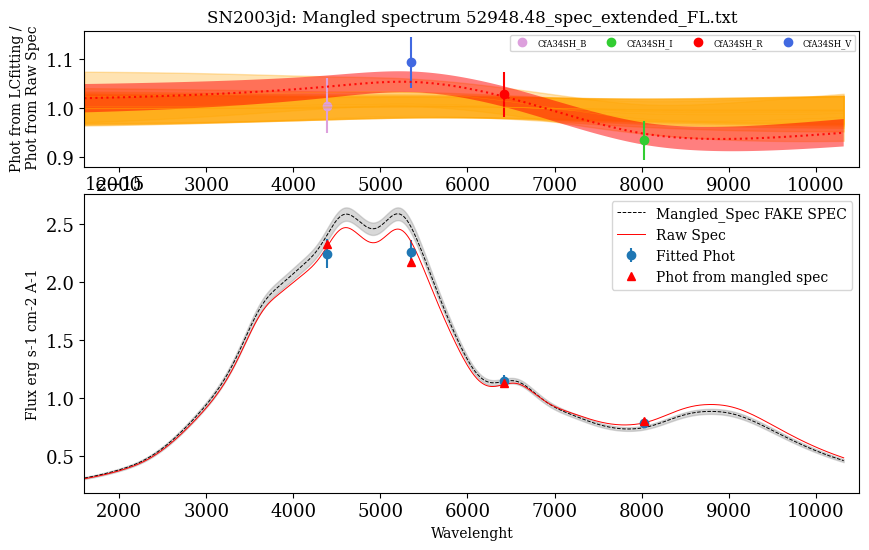 SN2003jd: Mangled spectrum 52948.48_spec_extended_FL.txt
Phot from LCfitting /
Phot from Raw Spec
1.1
1.0
0.9
CfA34SH_B CfA34SH_I CfA34SH_R CfA34SH_V
2000 3000 4000 5000 6000 7000 8000 9000 10000
1e−15
Flux erg s-1 cm-2 A-1
2.5
2.0
1.5
1.0
0.5
Mangled_Spec FAKE SPEC
Raw Spec
Fitted Phot
Phot from mangled spec
2000 3000 4000 5000 6000 7000 8000 9000 10000
Wavelenght